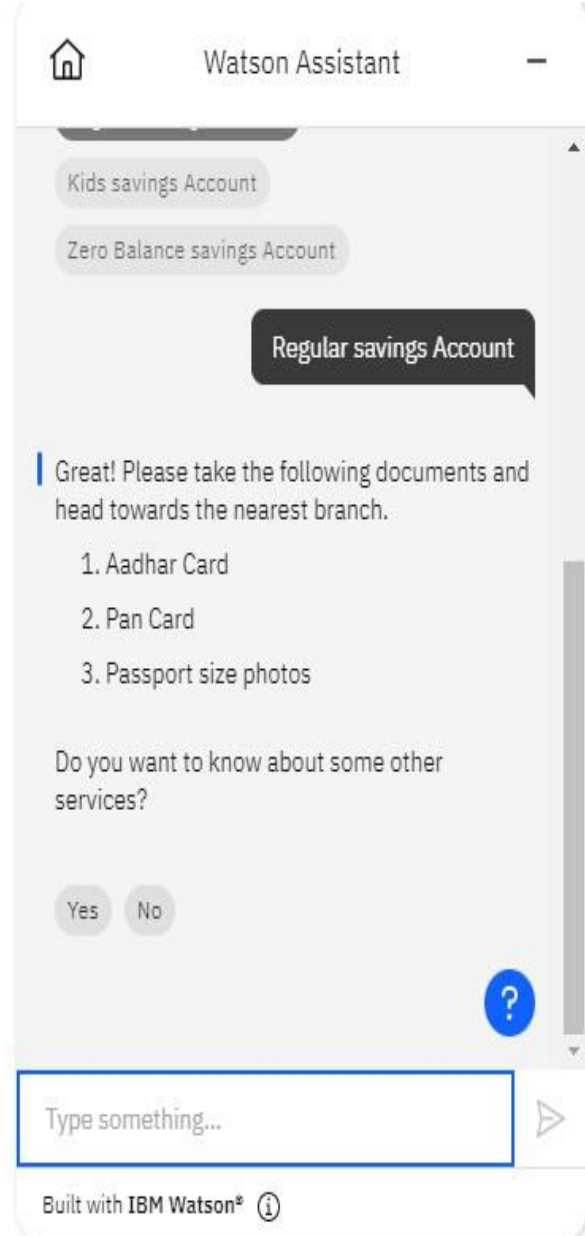 Watson Assistant
Kids savings Account
Zero Balance savings Account
Regular savings Account
Great! Please take the following documents and
head towards the nearest branch.
1. Aadhar Card
2. Pan Card
3. Passport size photos
Do you want to know about some other
services?
Yes No
?
Type something...
Built with IBM Watson®